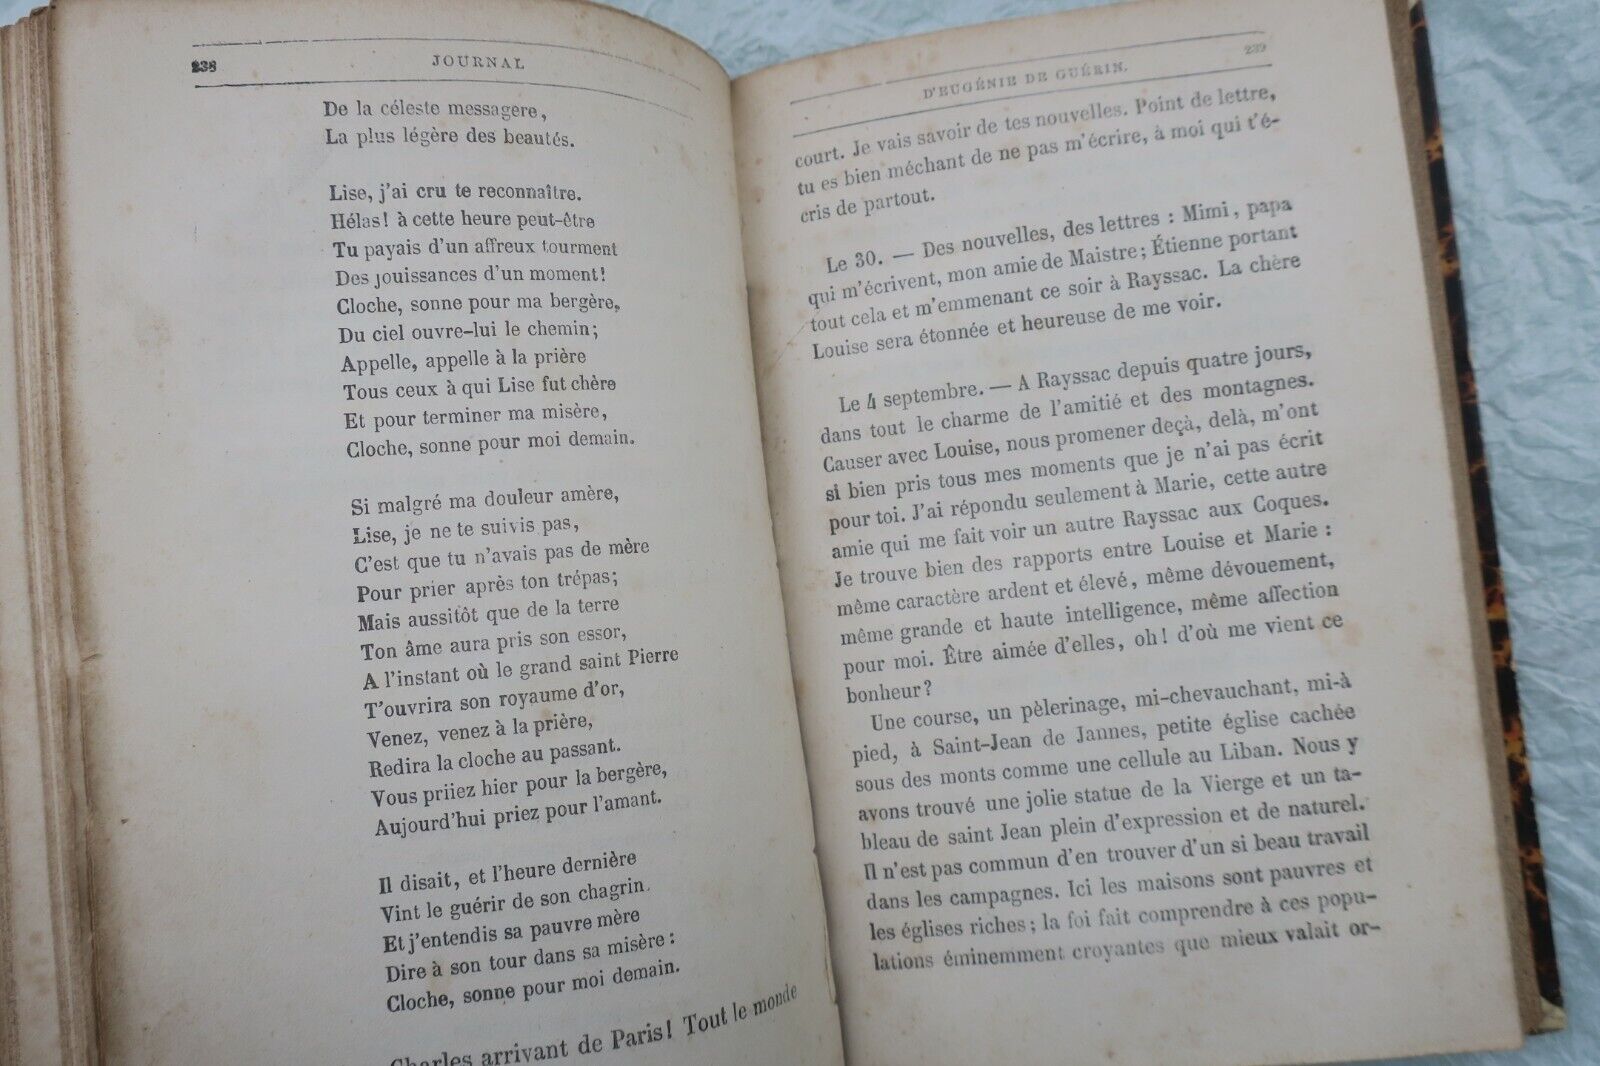 238
JOURNAL
De la céleste messagère,
La plus légère des beautés.
Lise, j'ai cru te reconnaître.
Hélas! à cette heure peut-être
Tu payais d'un affreux tourment
Des jouissances d'un moment!
Cloche, sonne pour ma bergère,
Du ciel ouvre-lui le chemin;
Appelle, appelle à la prière
Tous ceux à qui Lise fut chère
Et pour terminer ma misère,
Cloche, sonne pour moi demain.
Si malgré ma douleur amère,
Lise, je ne te suivis pas,
C'est que tu n'avais pas de mère
Pour prier après ton trépas;
Mais aussitôt que de la terre
Ton âme aura pris son essor,
A l'instant où le grand saint Pierre
T'ouvrira son royaume d'or,
Venez, venez à la prière,
Redira la cloche au passant.
Vous priiez hier pour la bergère,
Aujourd'hui priez pour l'amant.
Il disait, et l'heure dernière
Vint le guérir de son chagrin.
Et j'entendis sa pauvre mère
Dire à son tour dans sa misère :
Cloche, sonne pour moi demain.
Charles arrivant de Paris! Tout le monde
D'EUGÉNIE DE GUÉRIN.
239
court. Je vais savoir de tes nouvelles. Point de lettre,
tu es bien méchant de ne pas m'écrire, à moi qui t'é-
cris de partout.
Le 30. — Des nouvelles, des lettres : Mimi, papa
qui m'écrivent, mon amie de Maistre; Étienne portant
tout cela et m'emmenant ce soir à Rayssac. La chère
Louise sera étonnée et heureuse de me voir.
Le 4 septembre. — A Rayssac depuis quatre jours,
dans tout le charme de l'amitié et des montagnes.
Causer avec Louise, nous promener deçà, delà, m'ont
si bien pris tous mes moments que je n'ai pas écrit
pour toi. J'ai répondu seulement à Marie, cette autre
amie qui me fait voir un autre Rayssac aux Coques.
Je trouve bien des rapports entre Louise et Marie :
même caractère ardent et élevé, même dévouement,
même grande et haute intelligence, même affection
pour moi. Être aimée d'elles, oh! d'où me vient ce
bonheur?
Une course, un pèlerinage, mi-chevauchant, mi-à
pied, à Saint-Jean de Jannes, petite église cachée
sous des monts comme une cellule au Liban. Nous y
avons trouvé une jolie statue de la Vierge et un ta-
bleau de saint Jean plein d'expression et de naturel.
Il n'est pas commun d'en trouver d'un si beau travail
dans les campagnes. Ici les maisons sont pauvres et
les églises riches; la foi fait comprendre à ces popu-
lations éminemment croyantes que mieux valait or-